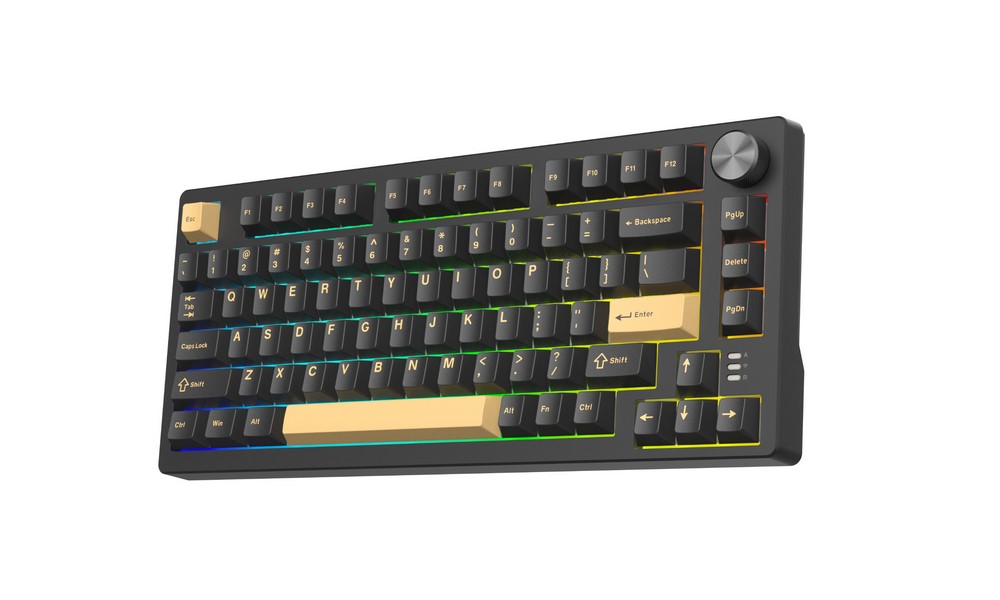 Esc F1 F2 F3 F4 F5 F6 F7 F8 F9 F10 F11 F12
~ ! @ # $ % ^ & * ( ) _ + ← Backspace PgUp
` 1 2 3 4 5 6 7 8 9 0 - =
Tab Q W E R T Y U I O P { } | Delete
[ ] \
Caps Lock A S D F G H J K L : " Enter PgDn
; '
Shift Z X C V B N M < > ? Shift ↑ A
, . /
Ctrl Win Alt Alt Fn Ctrl ← ↓ →